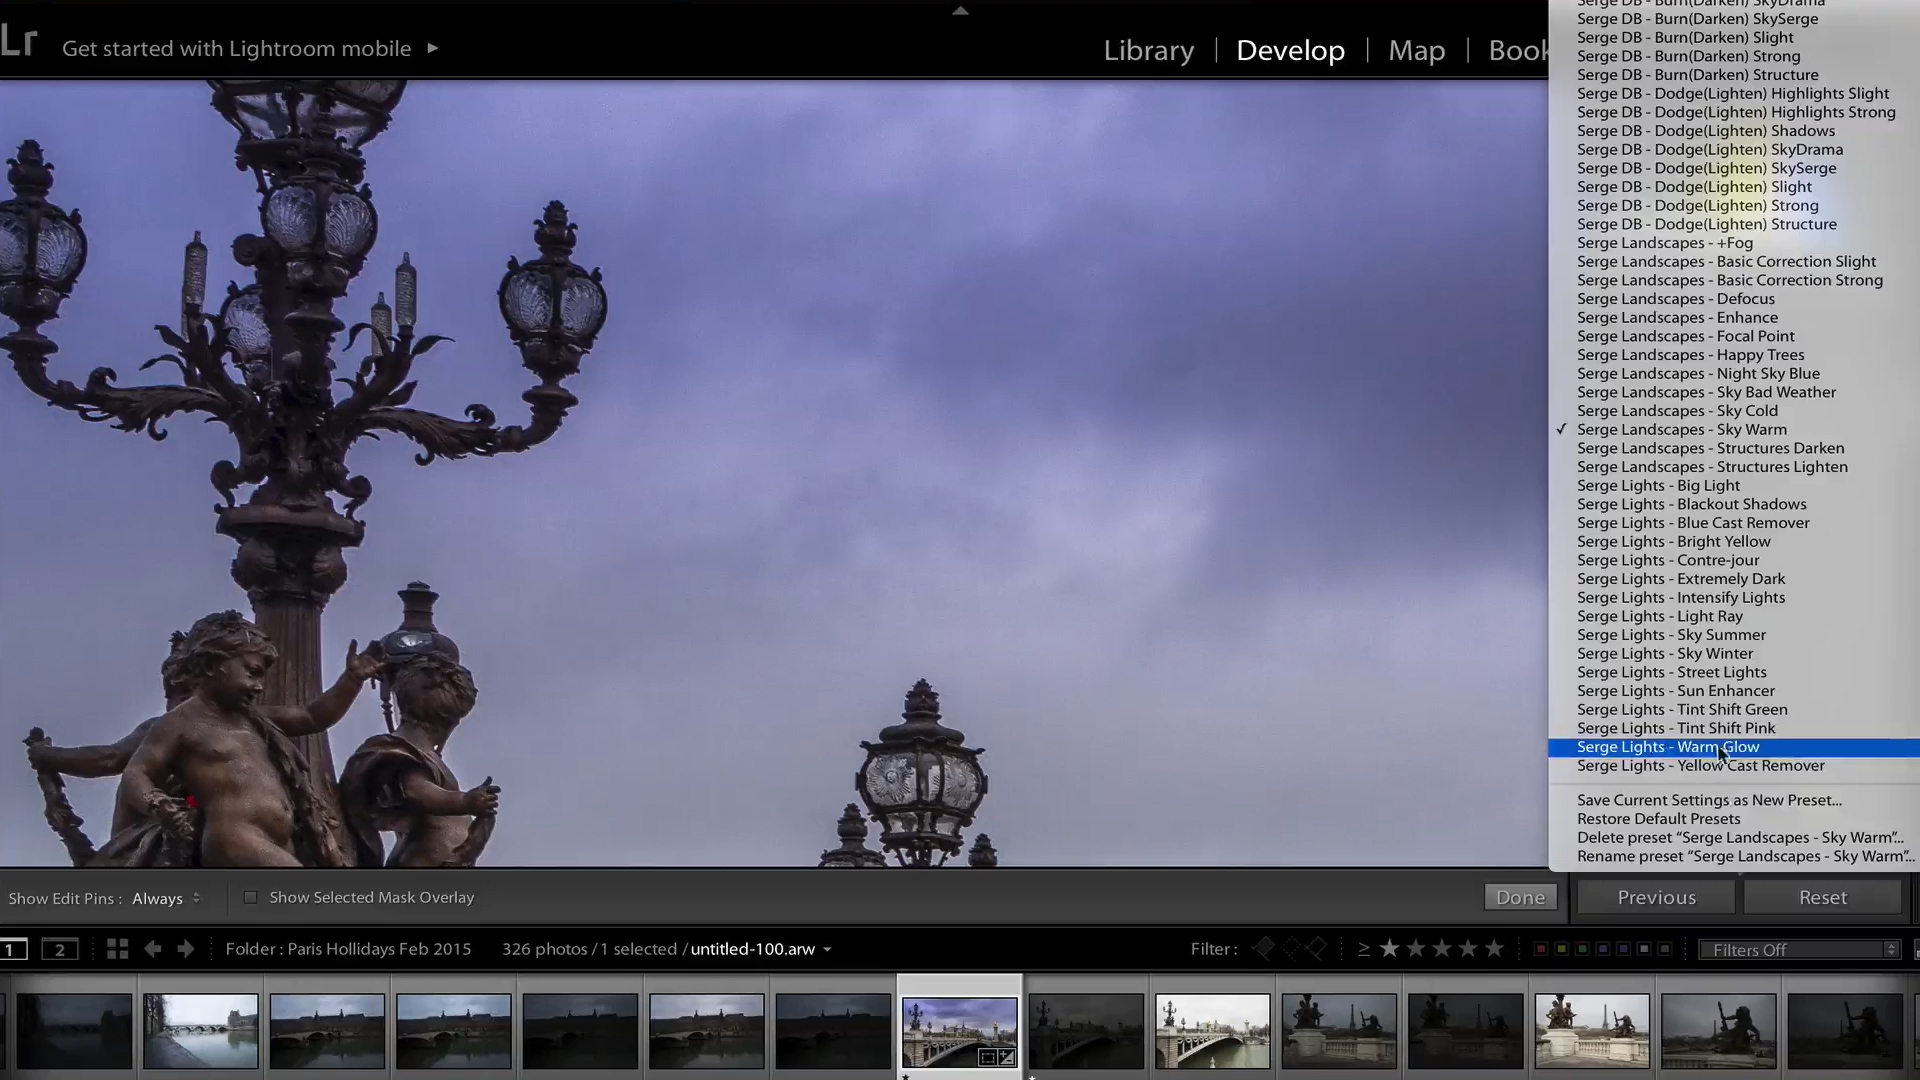 Lr Get started with Lightroom mobile
Library | Develop | Map | Book
Serge DB - Burn(Darken) SkyDrama
Serge DB - Burn(Darken) SkySerge
Serge DB - Burn(Darken) Slight
Serge DB - Burn(Darken) Strong
Serge DB - Burn(Darken) Structure
Serge DB - Dodge(Lighten) Highlights Slight
Serge DB - Dodge(Lighten) Highlights Strong
Serge DB - Dodge(Lighten) Shadows
Serge DB - Dodge(Lighten) SkyDrama
Serge DB - Dodge(Lighten) SkySerge
Serge DB - Dodge(Lighten) Slight
Serge DB - Dodge(Lighten) Strong
Serge DB - Dodge(Lighten) Structure
Serge Landscapes - +Fog
Serge Landscapes - Basic Correction Slight
Serge Landscapes - Basic Correction Strong
Serge Landscapes - Defocus
Serge Landscapes - Enhance
Serge Landscapes - Focal Point
Serge Landscapes - Happy Trees
Serge Landscapes - Night Sky Blue
Serge Landscapes - Sky Bad Weather
Serge Landscapes - Sky Cold
✓ Serge Landscapes - Sky Warm
Serge Landscapes - Structures Darken
Serge Landscapes - Structures Lighten
Serge Lights - Big Light
Serge Lights - Blackout Shadows
Serge Lights - Blue Cast Remover
Serge Lights - Bright Yellow
Serge Lights - Contre-jour
Serge Lights - Extremely Dark
Serge Lights - Intensify Lights
Serge Lights - Light Ray
Serge Lights - Sky Summer
Serge Lights - Sky Winter
Serge Lights - Street Lights
Serge Lights - Sun Enhancer
Serge Lights - Tint Shift Green
Serge Lights - Tint Shift Pink
Serge Lights - Warm Glow
Serge Lights - Yellow Cast Remover
Save Current Settings as New Preset...
Restore Default Presets
Delete preset “Serge Landscapes - Sky Warm”...
Rename preset “Serge Landscapes - Sky Warm”...
Show Edit Pins : Always Show Selected Mask Overlay Done Previous Reset
1 2 Folder : Paris Hollidays Feb 2015 326 photos / 1 selected / untitled-100.arw Filter : ≥ ★ ★ ★ ★ ★ Filters Off